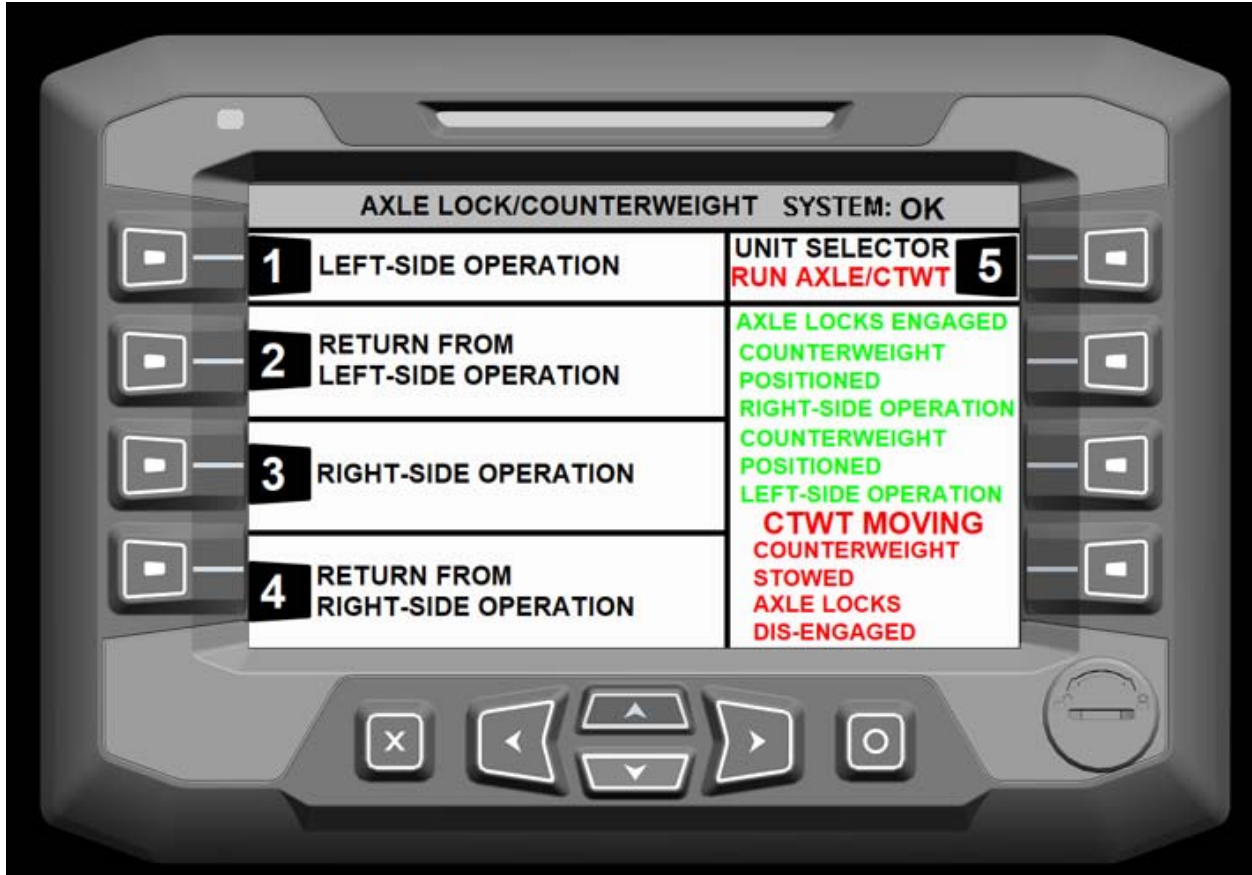 AXLE LOCK/COUNTERWEIGHT SYSTEM: OK
1 LEFT-SIDE OPERATION
2 RETURN FROM
LEFT-SIDE OPERATION
3 RIGHT-SIDE OPERATION
4 RETURN FROM
RIGHT-SIDE OPERATION
UNIT SELECTOR
RUN AXLE/CTWT 5
AXLE LOCKS ENGAGED
COUNTERWEIGHT
POSITIONED
RIGHT-SIDE OPERATION
COUNTERWEIGHT
POSITIONED
LEFT-SIDE OPERATION
CTWT MOVING
COUNTERWEIGHT
STOWED
AXLE LOCKS
DIS-ENGAGED
X